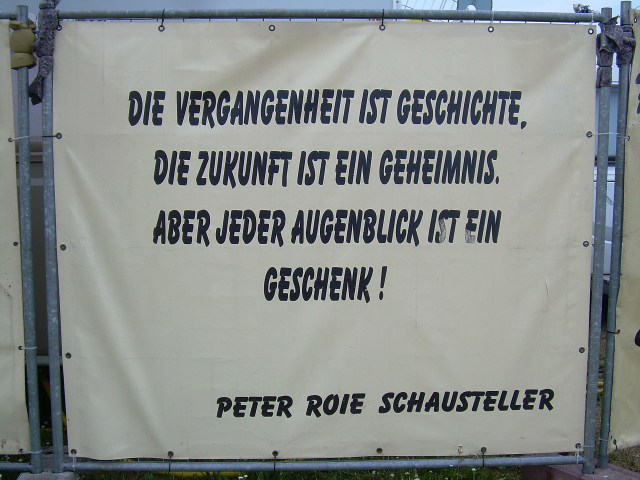 DIE VERGANGENHEIT IST GESCHICHTE,
DIE ZUKUNFT IST EIN GEHEIMNIS.
ABER JEDER AUGENBLICK IST EIN
GESCHENK !
PETER ROIE SCHAUSTELLER